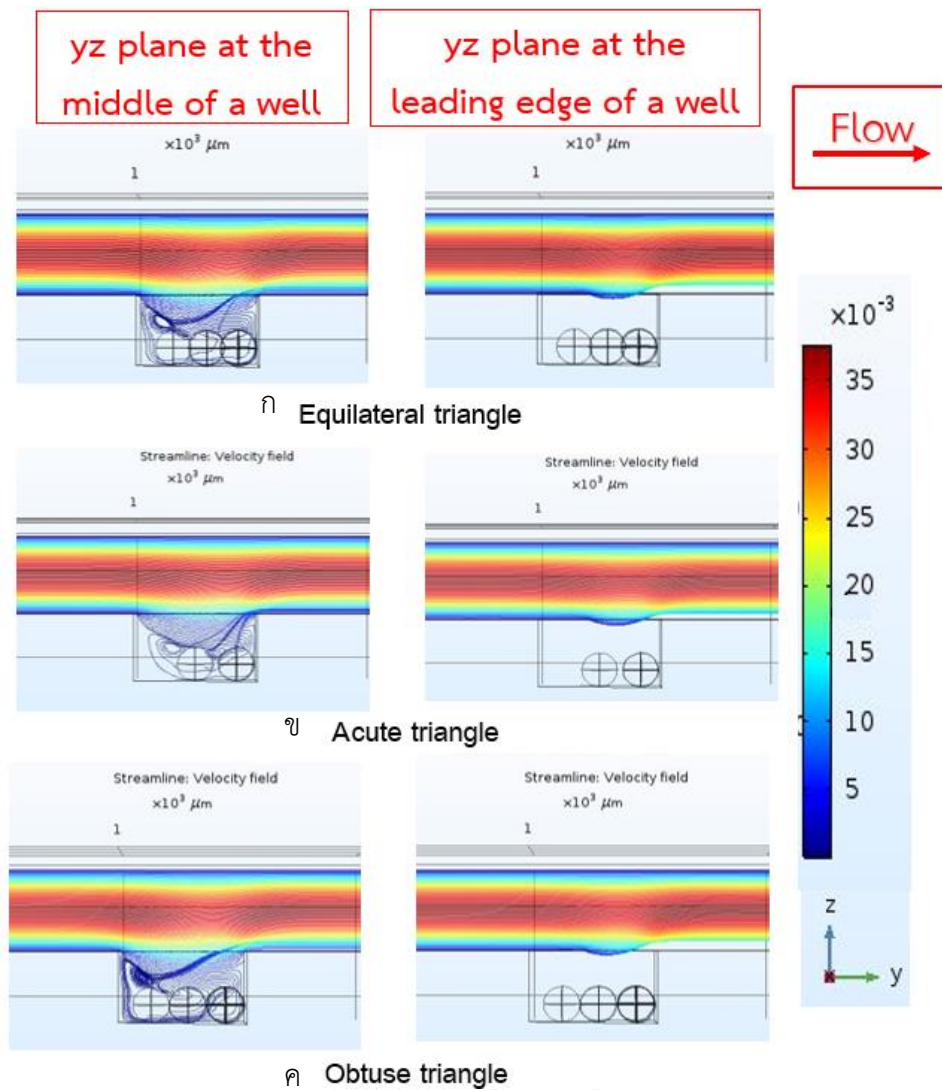 yz plane at the
middle of a well
yz plane at the
leading edge of a well
Flow
×10³ μm
1
×10³ μm
1
ก Equilateral triangle
Streamline: Velocity field
×10³ μm
1
Streamline: Velocity field
×10³ μm
1
ข Acute triangle
Streamline: Velocity field
×10³ μm
1
Streamline: Velocity field
×10³ μm
1
ค Obtuse triangle
×10⁻³
35
30
25
20
15
10
5
z
y
x